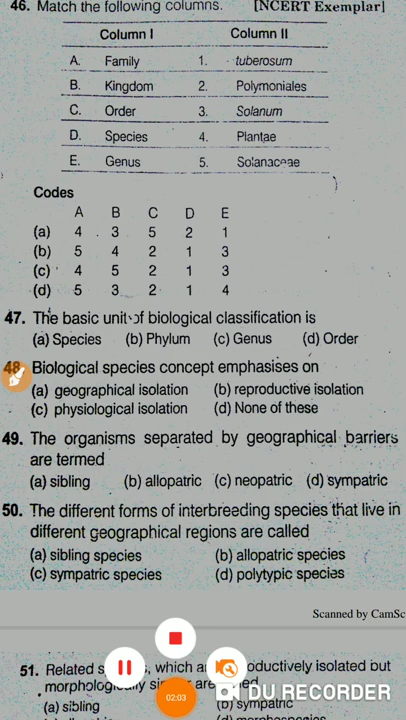 46. Match the following columns. [NCERT Exemplar]
Column I Column II
A. Family 1. tuberosum
B. Kingdom 2. Polymoniales
C. Order 3. Solanum
D. Species 4. Plantae
E. Genus 5. Solanaceae
Codes
A B C D E
(a) 4 3 5 2 1
(b) 5 4 2 1 3
(c) 4 5 2 1 3
(d) 5 3 2 1 4
47. The basic unit of biological classification is
(a) Species (b) Phylum (c) Genus (d) Order
48. Biological species concept emphasises on
(a) geographical isolation (b) reproductive isolation
(c) physiological isolation (d) None of these
49. The organisms separated by geographical barriers
are termed
(a) sibling (b) allopatric (c) neopatric (d) sympatric
50. The different forms of interbreeding species that live in
different geographical regions are called
(a) sibling species (b) allopatric species
(c) sympatric species (d) polytypic species
Scanned by CamSc
51. Related which oductively isolated but
morphologically are
02:03
DU RECORDER
(a) sibling (b) sympatric